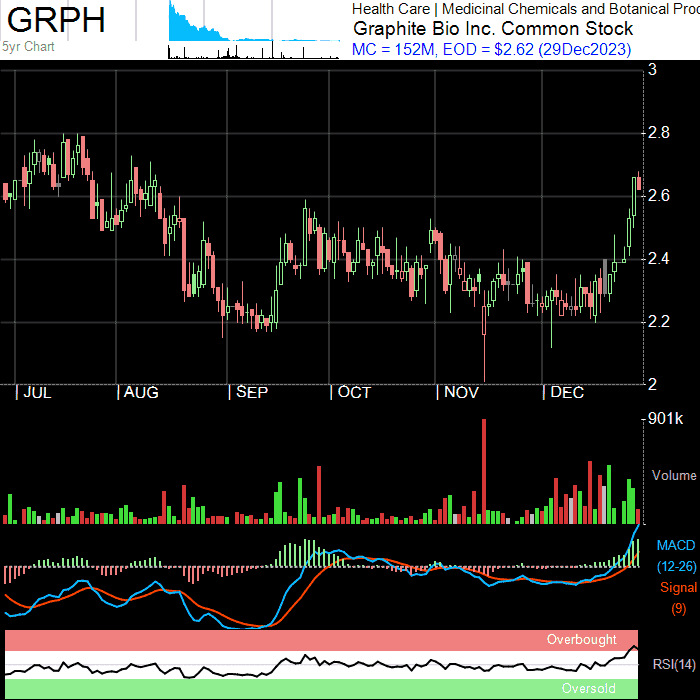 GRPH
5yr Chart
Health Care | Medicinal Chemicals and Botanical Proc
Graphite Bio Inc. Common Stock
MC = 152M, EOD = $2.62 (29Dec2023)
3
2.8
2.6
2.4
2.2
2
JUL AUG SEP OCT NOV DEC
901k
Volume
MACD
(12-26)
Signal
(9)
Overbought
RSI(14)
Oversold